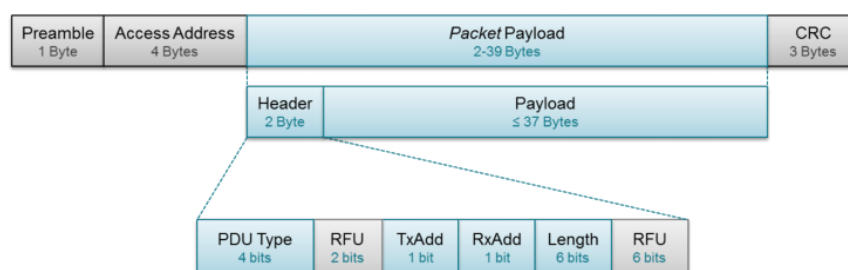 Preamble
1 Byte
Access Address
4 Bytes
Packet Payload
2-39 Bytes
CRC
3 Bytes
Header
2 Byte
Payload
≤ 37 Bytes
PDU Type
4 bits
RFU
2 bits
TxAdd
1 bit
RxAdd
1 bit
Length
6 bits
RFU
6 bits